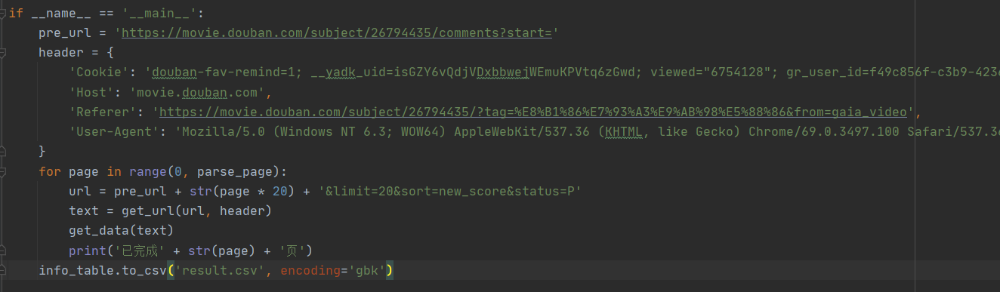 if __name__ == '__main__':
    pre_url = 'https://movie.douban.com/subject/26794435/comments?start='
    header = {
        'Cookie': 'douban-fav-remind=1; __yadk_uid=isGZY6vQdjVDxbbwejWEmuKPVtq6zGwd; viewed="6754128"; gr_user_id=f49c856f-c3b9-423
        'Host': 'movie.douban.com',
        'Referer': 'https://movie.douban.com/subject/26794435/?tag=%E8%B1%86%E7%93%A3%E9%AB%98%E5%88%86&from=gaia_video',
        'User-Agent': 'Mozilla/5.0 (Windows NT 6.3; WOW64) AppleWebKit/537.36 (KHTML, like Gecko) Chrome/69.0.3497.100 Safari/537.36
    }
    for page in range(0, parse_page):
        url = pre_url + str(page * 20) + '&limit=20&sort=new_score&status=P'
        text = get_url(url, header)
        get_data(text)
        print('已完成' + str(page) + '页')
    info_table.to_csv('result.csv', encoding='gbk')